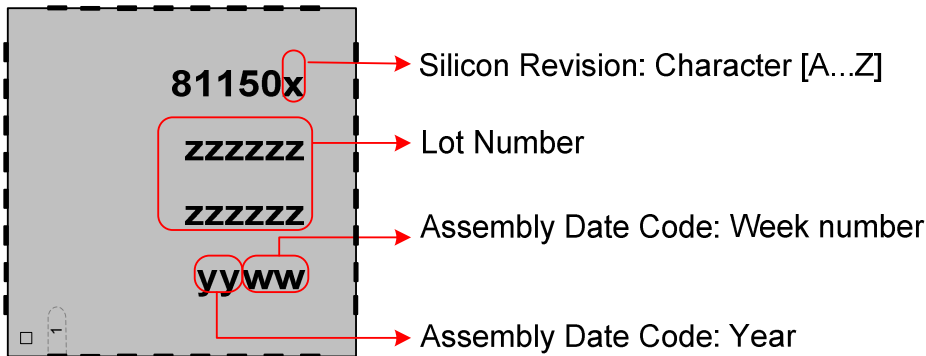 81150x
Silicon Revision: Character [A...Z]
zzzzzz
Lot Number
zzzzzz
Assembly Date Code: Week number
yyww
1
Assembly Date Code: Year